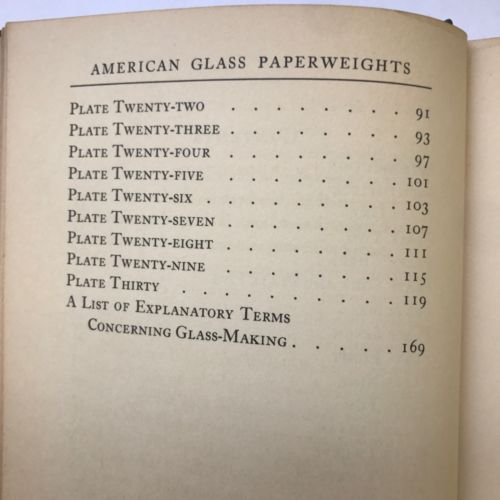 AMERICAN GLASS PAPERWEIGHTS
PLATE TWENTY-TWO . . . . . . . . 91
PLATE TWENTY-THREE . . . . . . . . 93
PLATE TWENTY-FOUR . . . . . . . . 97
PLATE TWENTY-FIVE . . . . . . . . 101
PLATE TWENTY-SIX . . . . . . . . . 103
PLATE TWENTY-SEVEN . . . . . . . . 107
PLATE TWENTY-EIGHT . . . . . . . . 111
PLATE TWENTY-NINE . . . . . . . . 115
PLATE THIRTY . . . . . . . . . . 119
A LIST OF EXPLANATORY TERMS
CONCERNING GLASS-MAKING . . . . . 169